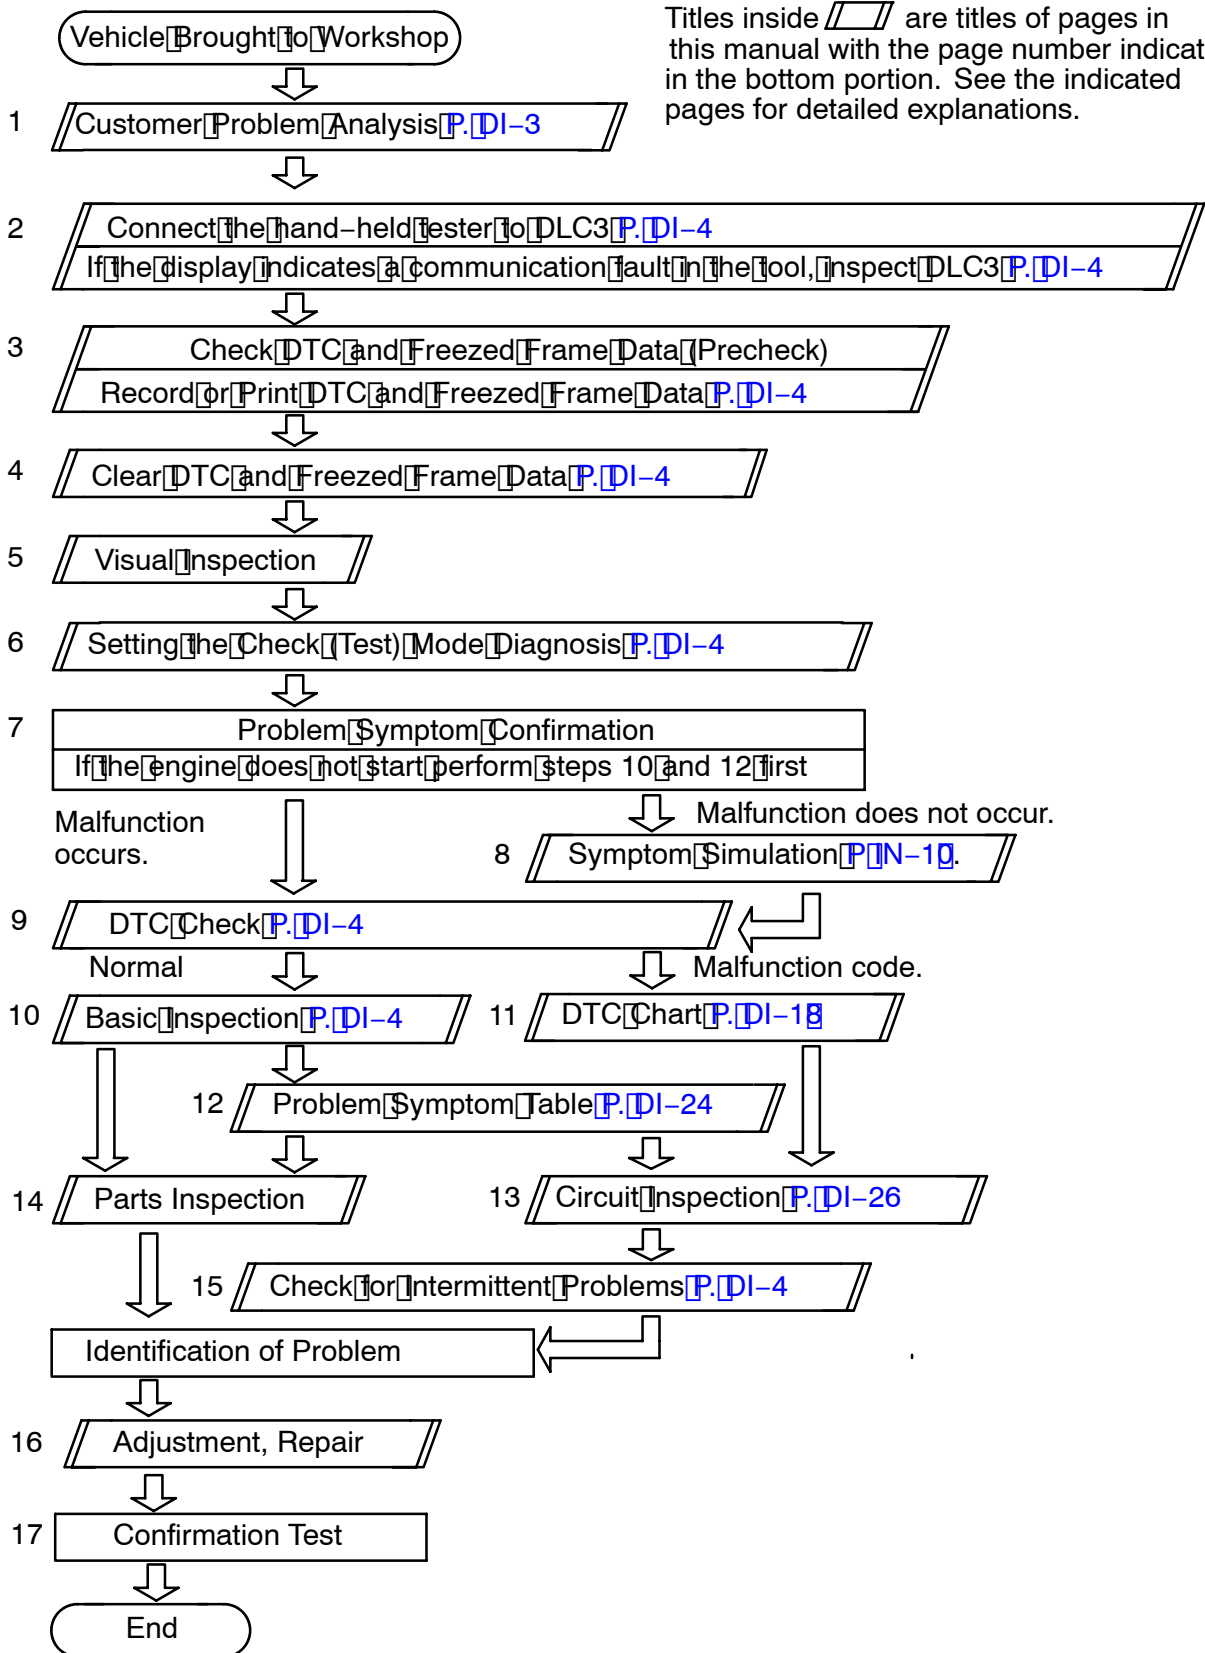 Vehicle Brought to Workshop
Titles inside are titles of pages in
this manual with the page number indicat
in the bottom portion. See the indicated
pages for detailed explanations.
1 Customer Problem Analysis P. DI–3
2 Connect the hand–held tester to DLC3 P. DI–4
If the display indicates a communication fault in the tool, inspect DLC3 P. DI–4
3 Check DTC and Freezed Frame Data (Precheck)
Record or Print DTC and Freezed Frame Data P. DI–4
4 Clear DTC and Freezed Frame Data P. DI–4
5 Visual Inspection
6 Setting the Check (Test) Mode Diagnosis P. DI–4
7 Problem Symptom Confirmation
If the engine does not start perform steps 10 and 12 first
Malfunction
occurs.
Malfunction does not occur.
8 Symptom Simulation P IN–10 .
9 DTC Check P. DI–4
Normal
Malfunction code.
10 Basic Inspection P. DI–4
11 DTC Chart P. DI–18
12 Problem Symptom Table P. DI–24
14 Parts Inspection
13 Circuit Inspection P. DI–26
15 Check for Intermittent Problems P. DI–4
Identification of Problem
16 Adjustment, Repair
17 Confirmation Test
End